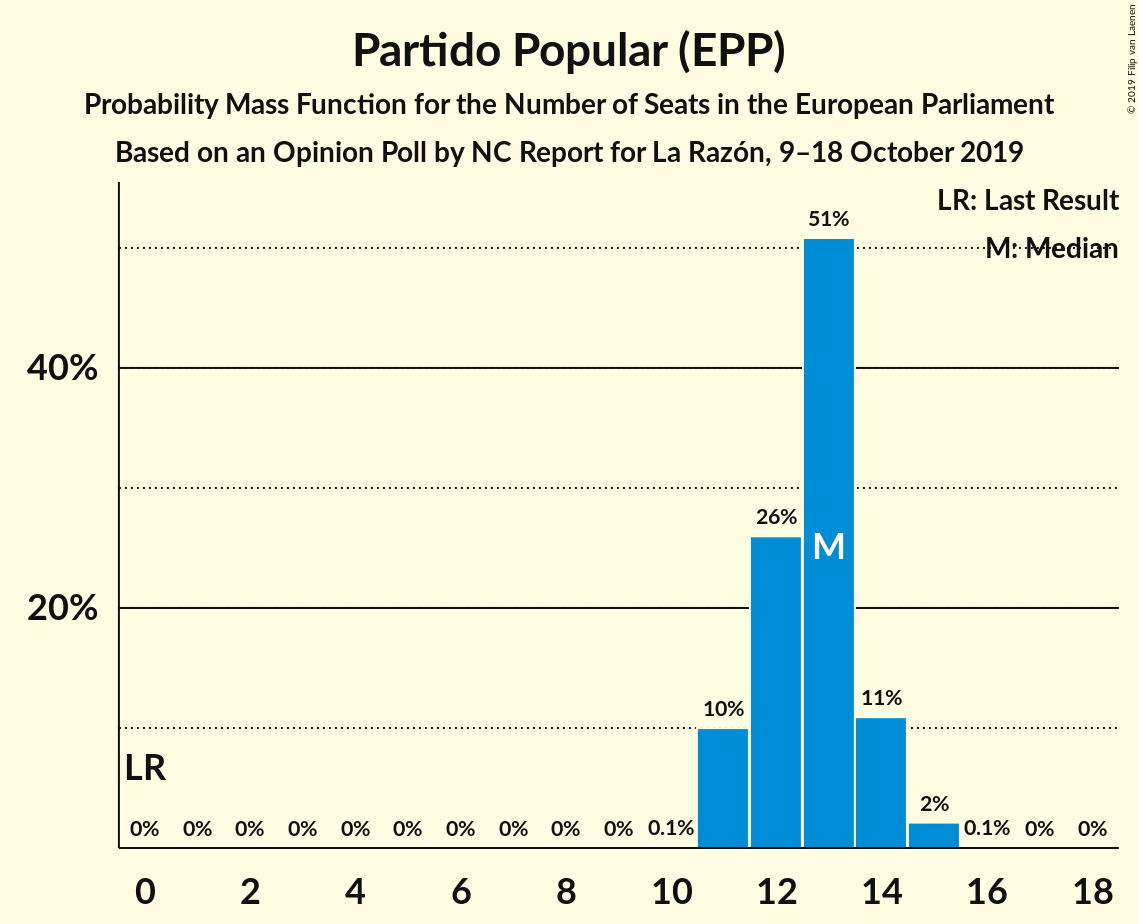 Partido Popular (EPP)
Probability Mass Function for the Number of Seats in the European Parliament
Based on an Opinion Poll by NC Report for La Razón, 9–18 October 2019
© 2019 Filip van Laenen
LR: Last Result
M: Median
51%
40%
26%
M
20%
11%
10%
LR
2%
0% 0% 0% 0% 0% 0% 0% 0% 0% 0% 0.1% 0.1% 0% 0%
0 2 4 6 8 10 12 14 16 18